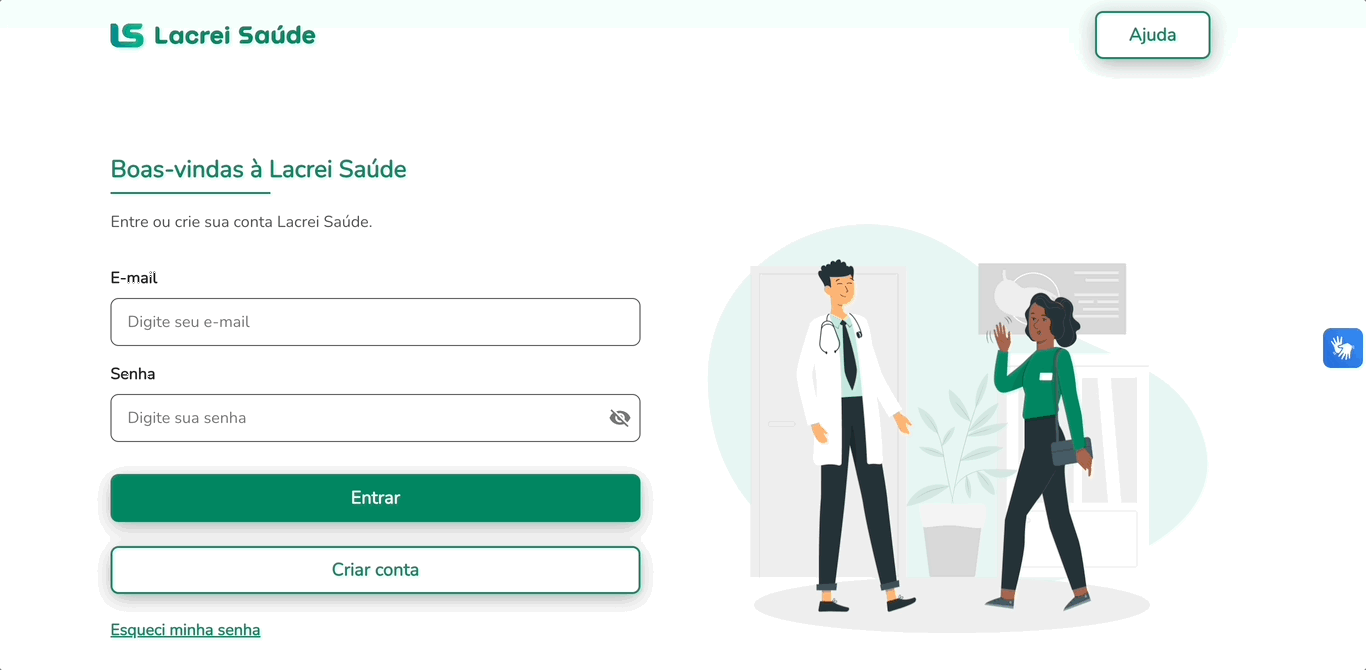 Lacrei Saúde
Ajuda
Boas-vindas à Lacrei Saúde
Entre ou crie sua conta Lacrei Saúde.
E-mail
Digite seu e-mail
Senha
Digite sua senha
Entrar
Criar conta
Esqueci minha senha